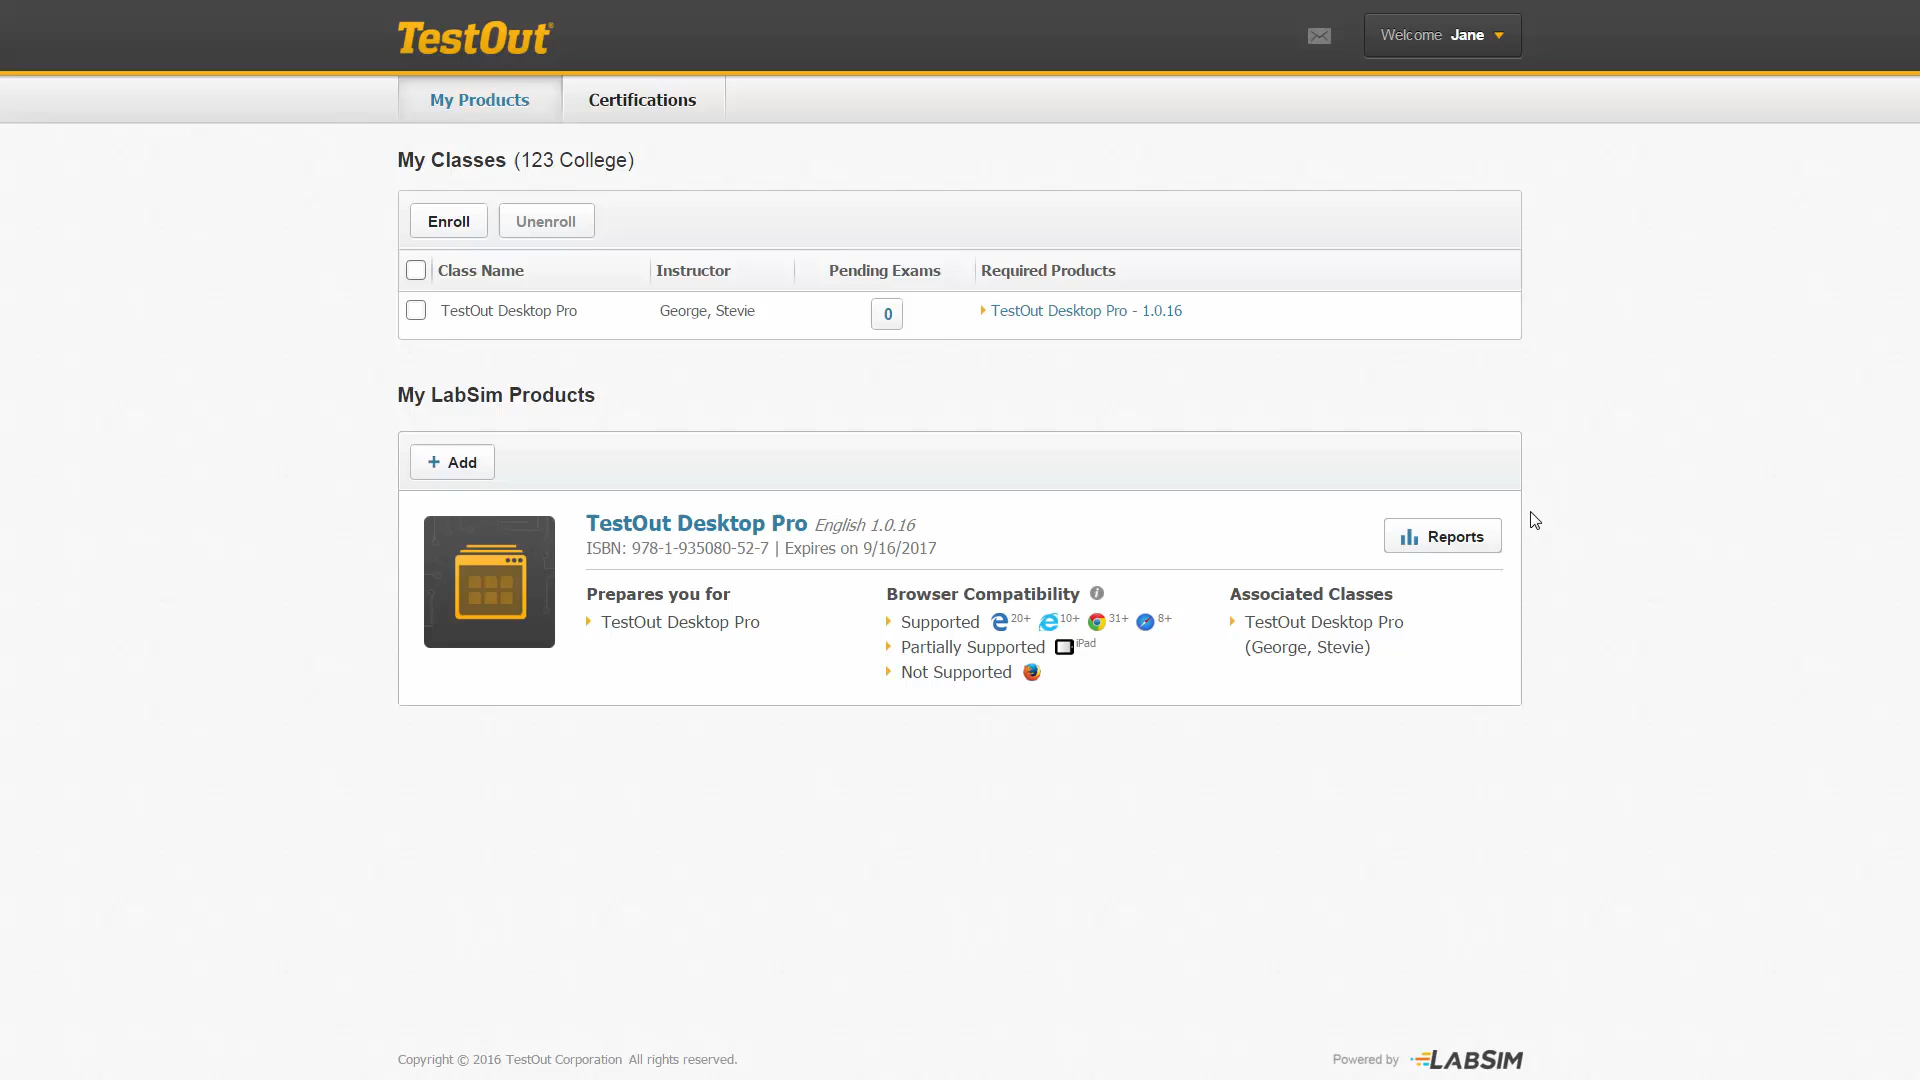 TestOut®
Welcome Jane
My Products
Certifications
My Classes (123 College)
Enroll
Unenroll
Class Name
Instructor
Pending Exams
Required Products
TestOut Desktop Pro
George, Stevie
0
TestOut Desktop Pro - 1.0.16
My LabSim Products
+ Add
TestOut Desktop Pro English 1.0.16
ISBN: 978-1-935080-52-7 | Expires on 9/16/2017
Reports
Prepares you for
TestOut Desktop Pro
Browser Compatibility i
Supported 20+ 10+ 31+ 8+
Partially Supported iPad
Not Supported
Associated Classes
TestOut Desktop Pro
(George, Stevie)
Copyright © 2016 TestOut Corporation All rights reserved.
Powered by LABSIM